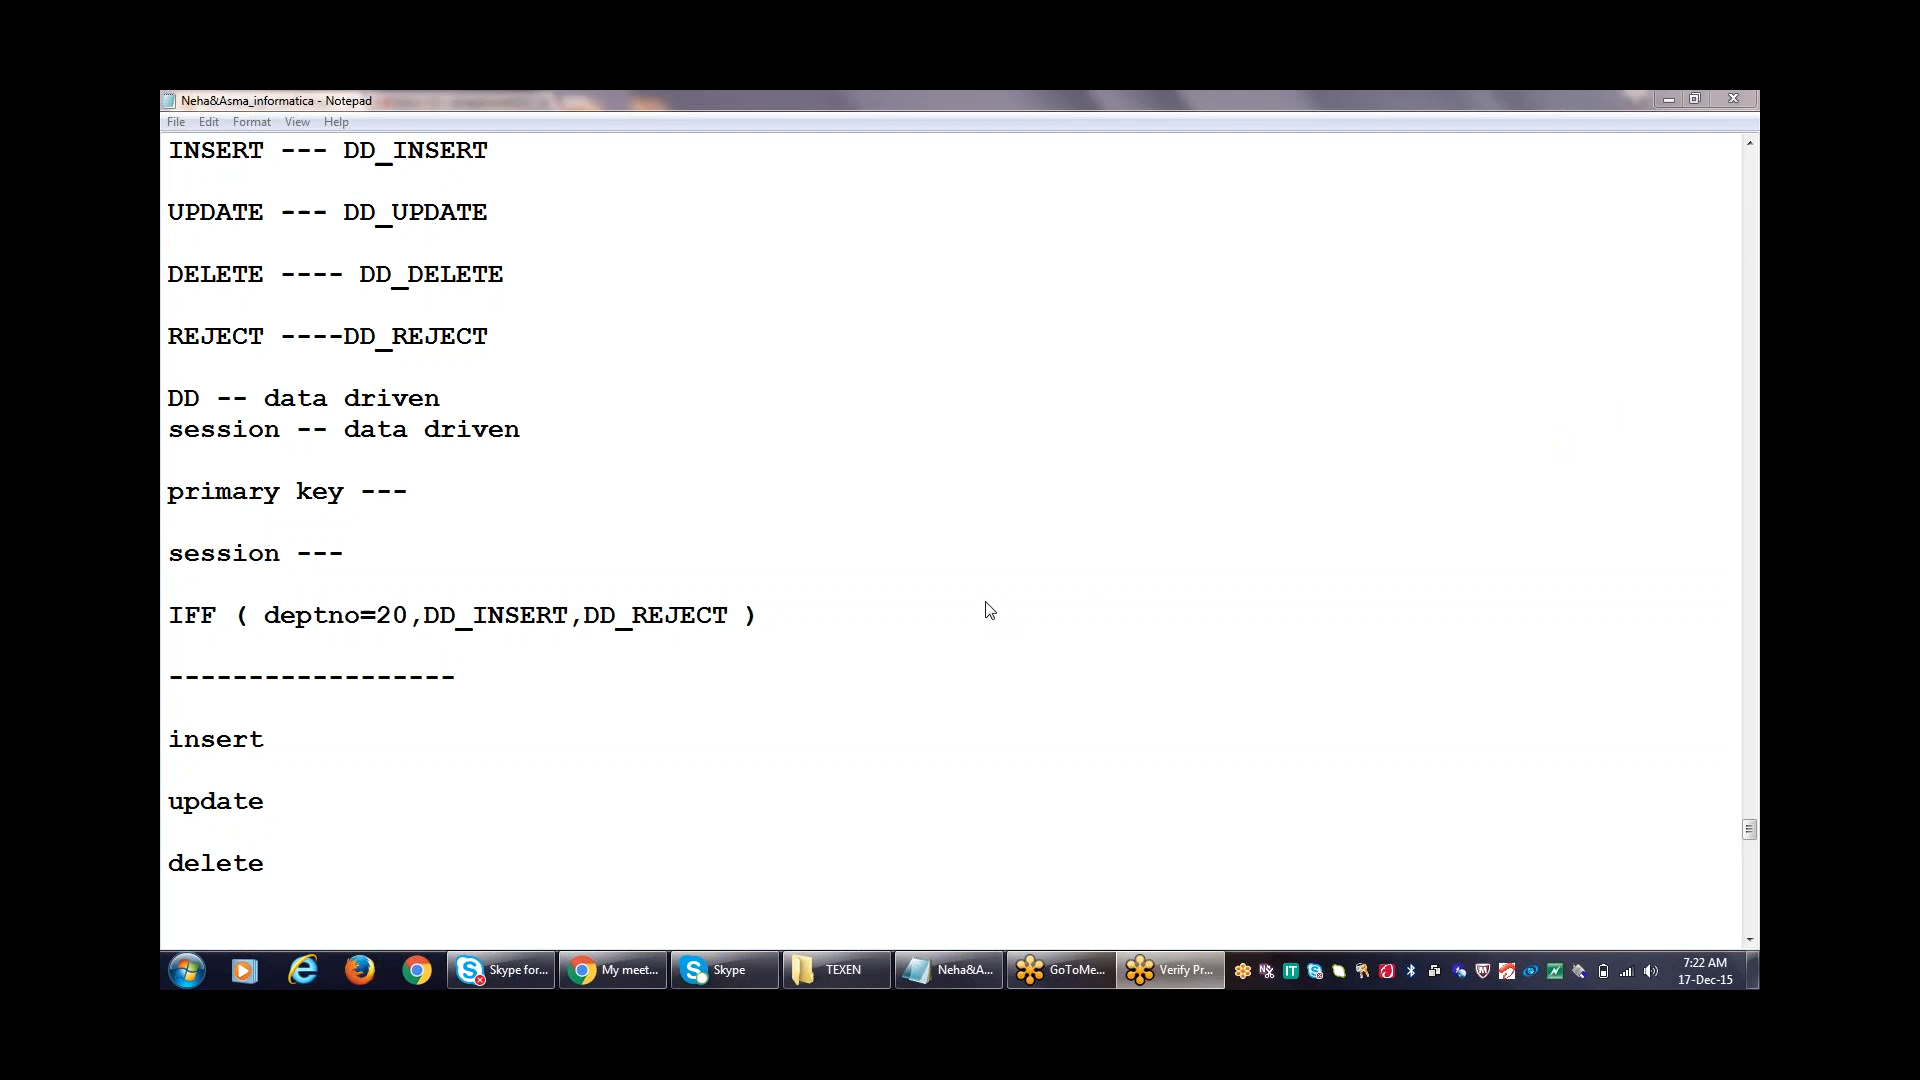 Neha&Asma_informatica - Notepad
File Edit Format View Help
INSERT --- DD_INSERT
UPDATE --- DD_UPDATE
DELETE ---- DD_DELETE
REJECT ----DD_REJECT
DD -- data driven
session -- data driven
primary key ---
session ---
IFF ( deptno=20,DD_INSERT,DD_REJECT )
------------------
insert
update
delete
Skype for... My meet... Skype TEXEN Neha&A... GoToMe... Verify Pr... IT 7:22 AM
17-Dec-15